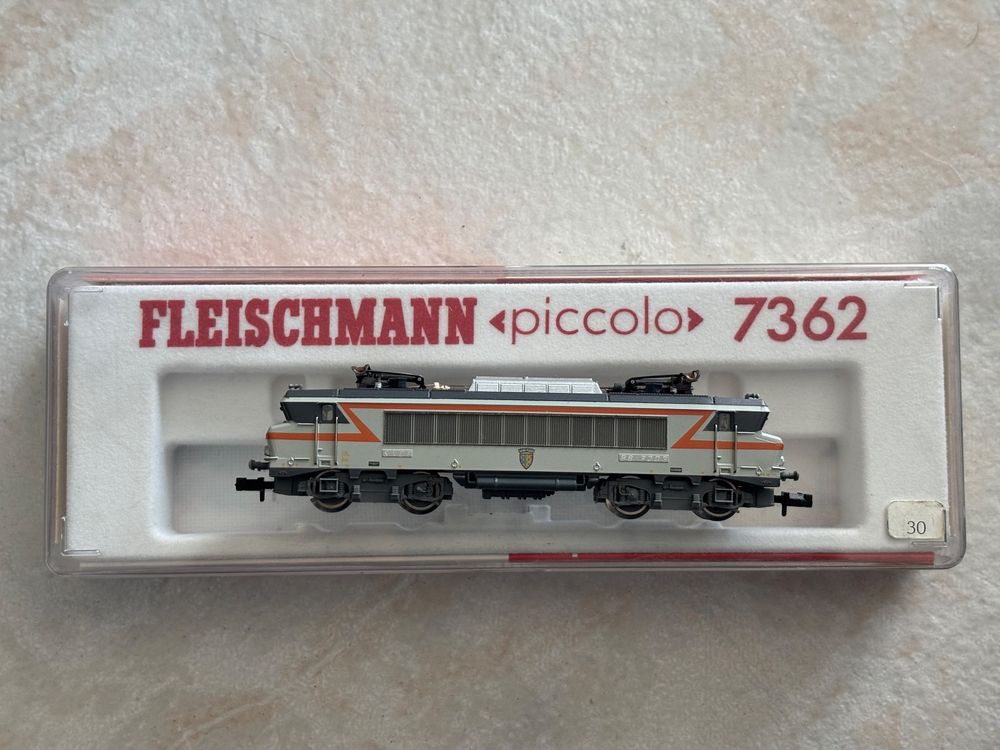 FLEISCHMANN ‹piccolo› 7362
30